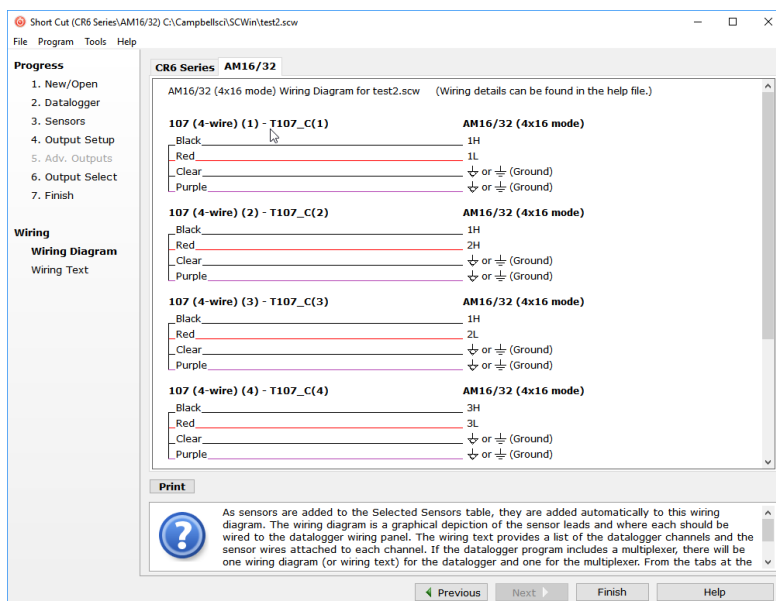 Short Cut (CR6 Series\AM16/32) C:\Campbellsci\SCWin\test2.scw
File Program Tools Help
Progress
1. New/Open
2. Datalogger
3. Sensors
4. Output Setup
5. Adv. Outputs
6. Output Select
7. Finish
Wiring
Wiring Diagram
Wiring Text
CR6 Series AM16/32
AM16/32 (4x16 mode) Wiring Diagram for test2.scw (Wiring details can be found in the help file.)
107 (4-wire) (1) - T107_C(1) AM16/32 (4x16 mode)
Black 1H
Red 1L
Clear or (Ground)
Purple or (Ground)
107 (4-wire) (2) - T107_C(2) AM16/32 (4x16 mode)
Black 1H
Red 2H
Clear or (Ground)
Purple or (Ground)
107 (4-wire) (3) - T107_C(3) AM16/32 (4x16 mode)
Black 1H
Red 2L
Clear or (Ground)
Purple or (Ground)
107 (4-wire) (4) - T107_C(4) AM16/32 (4x16 mode)
Black 3H
Red 3L
Clear or (Ground)
Purple or (Ground)
Print
As sensors are added to the Selected Sensors table, they are added automatically to this wiring
diagram. The wiring diagram is a graphical depiction of the sensor leads and where each should be
wired to the datalogger wiring panel. The wiring text provides a list of the datalogger channels and the
sensor wires attached to each channel. If the datalogger program includes a multiplexer, there will be
one wiring diagram (or wiring text) for the datalogger and one for the multiplexer. From the tabs at the
Previous Next Finish Help